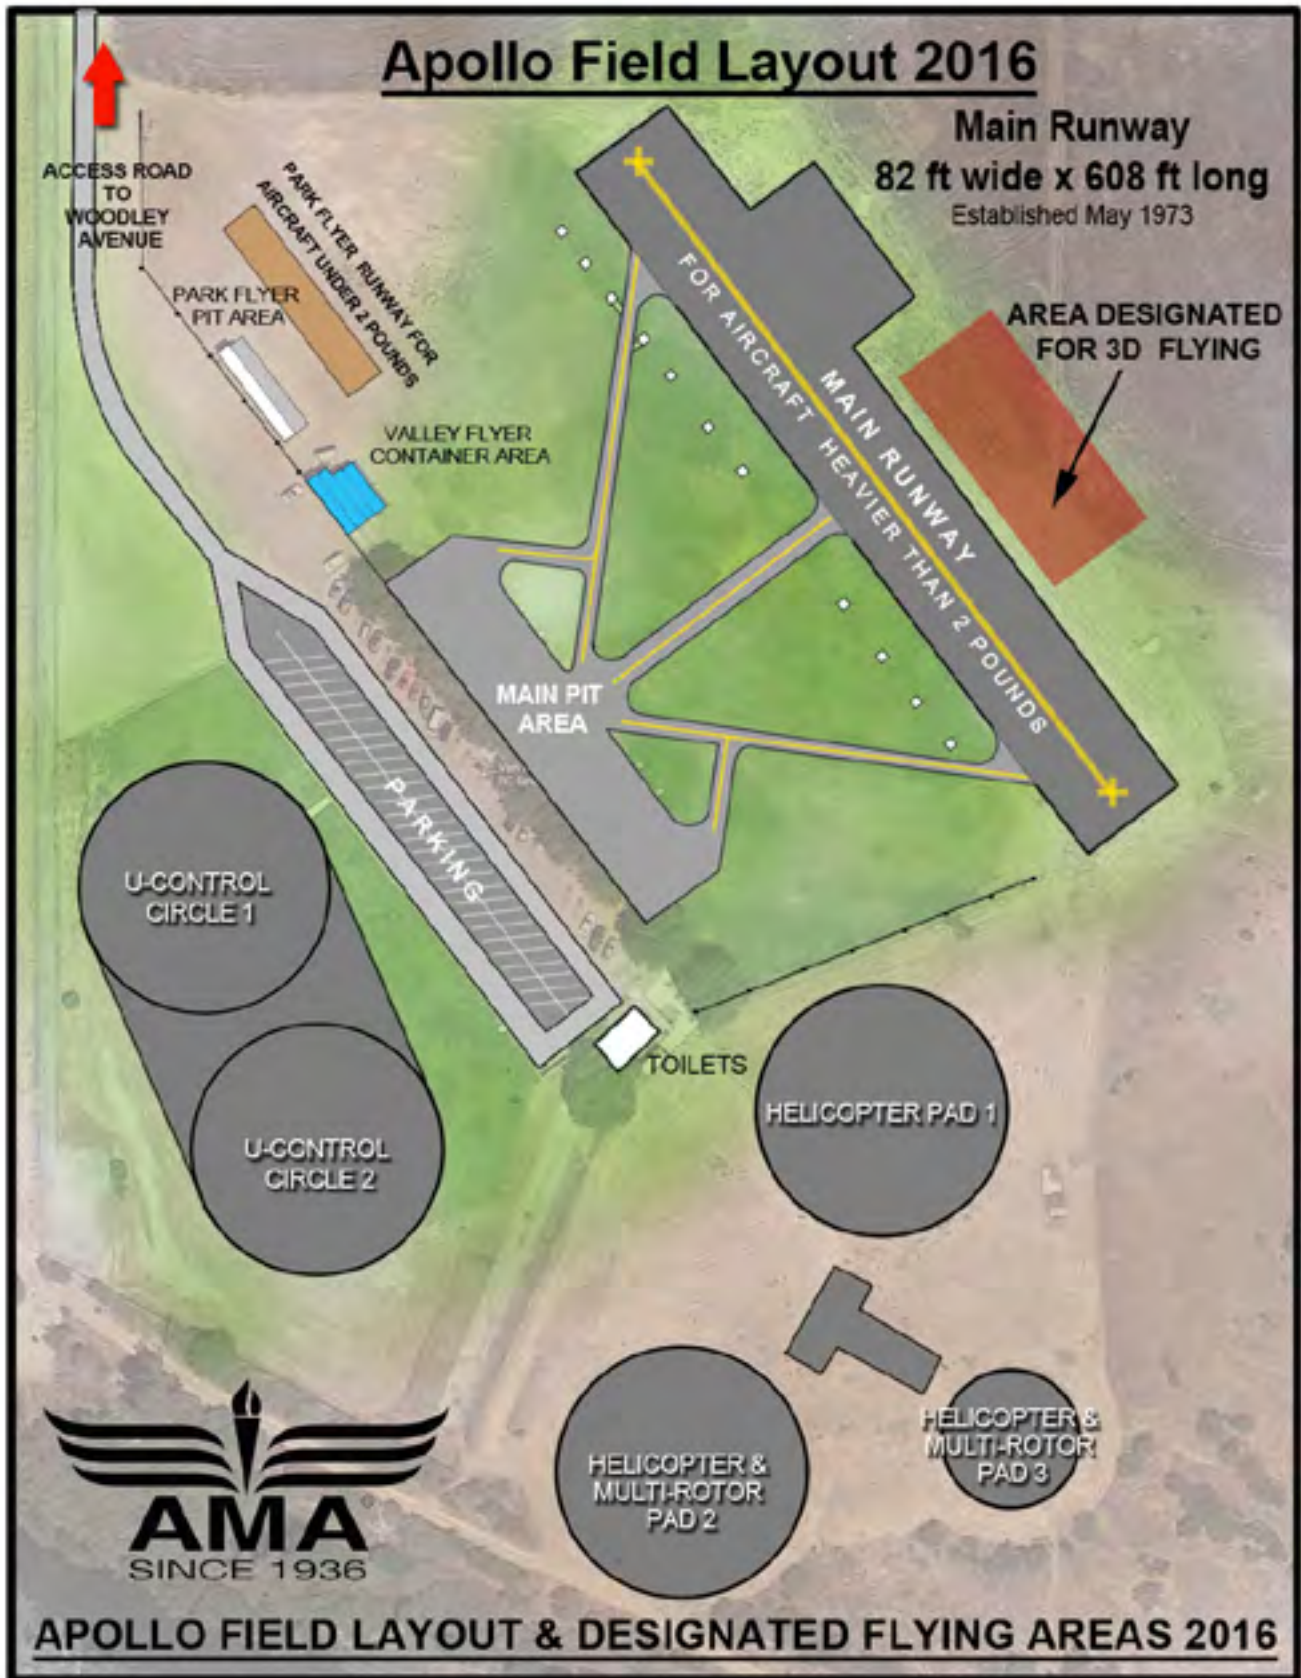 Apollo Field Layout 2016
Main Runway
82 ft wide x 608 ft long
Established May 1973
ACCESS ROAD
TO
WOODLEY
AVENUE
PARK FLYER RUNWAY FOR
AIRCRAFT UNDER 2 POUNDS
PARK FLYER
PIT AREA
VALLEY FLYER
CONTAINER AREA
MAIN RUNWAY
FOR AIRCRAFT HEAVIER THAN 2 POUNDS
AREA DESIGNATED
FOR 3D FLYING
MAIN PIT
AREA
PARKING
U-CONTROL
CIRCLE 1
U-CONTROL
CIRCLE 2
TOILETS
HELICOPTER PAD 1
HELICOPTER &
MULTI-ROTOR
PAD 2
HELICOPTER &
MULTI-ROTOR
PAD 3
AMA
SINCE 1936
APOLLO FIELD LAYOUT & DESIGNATED FLYING AREAS 2016